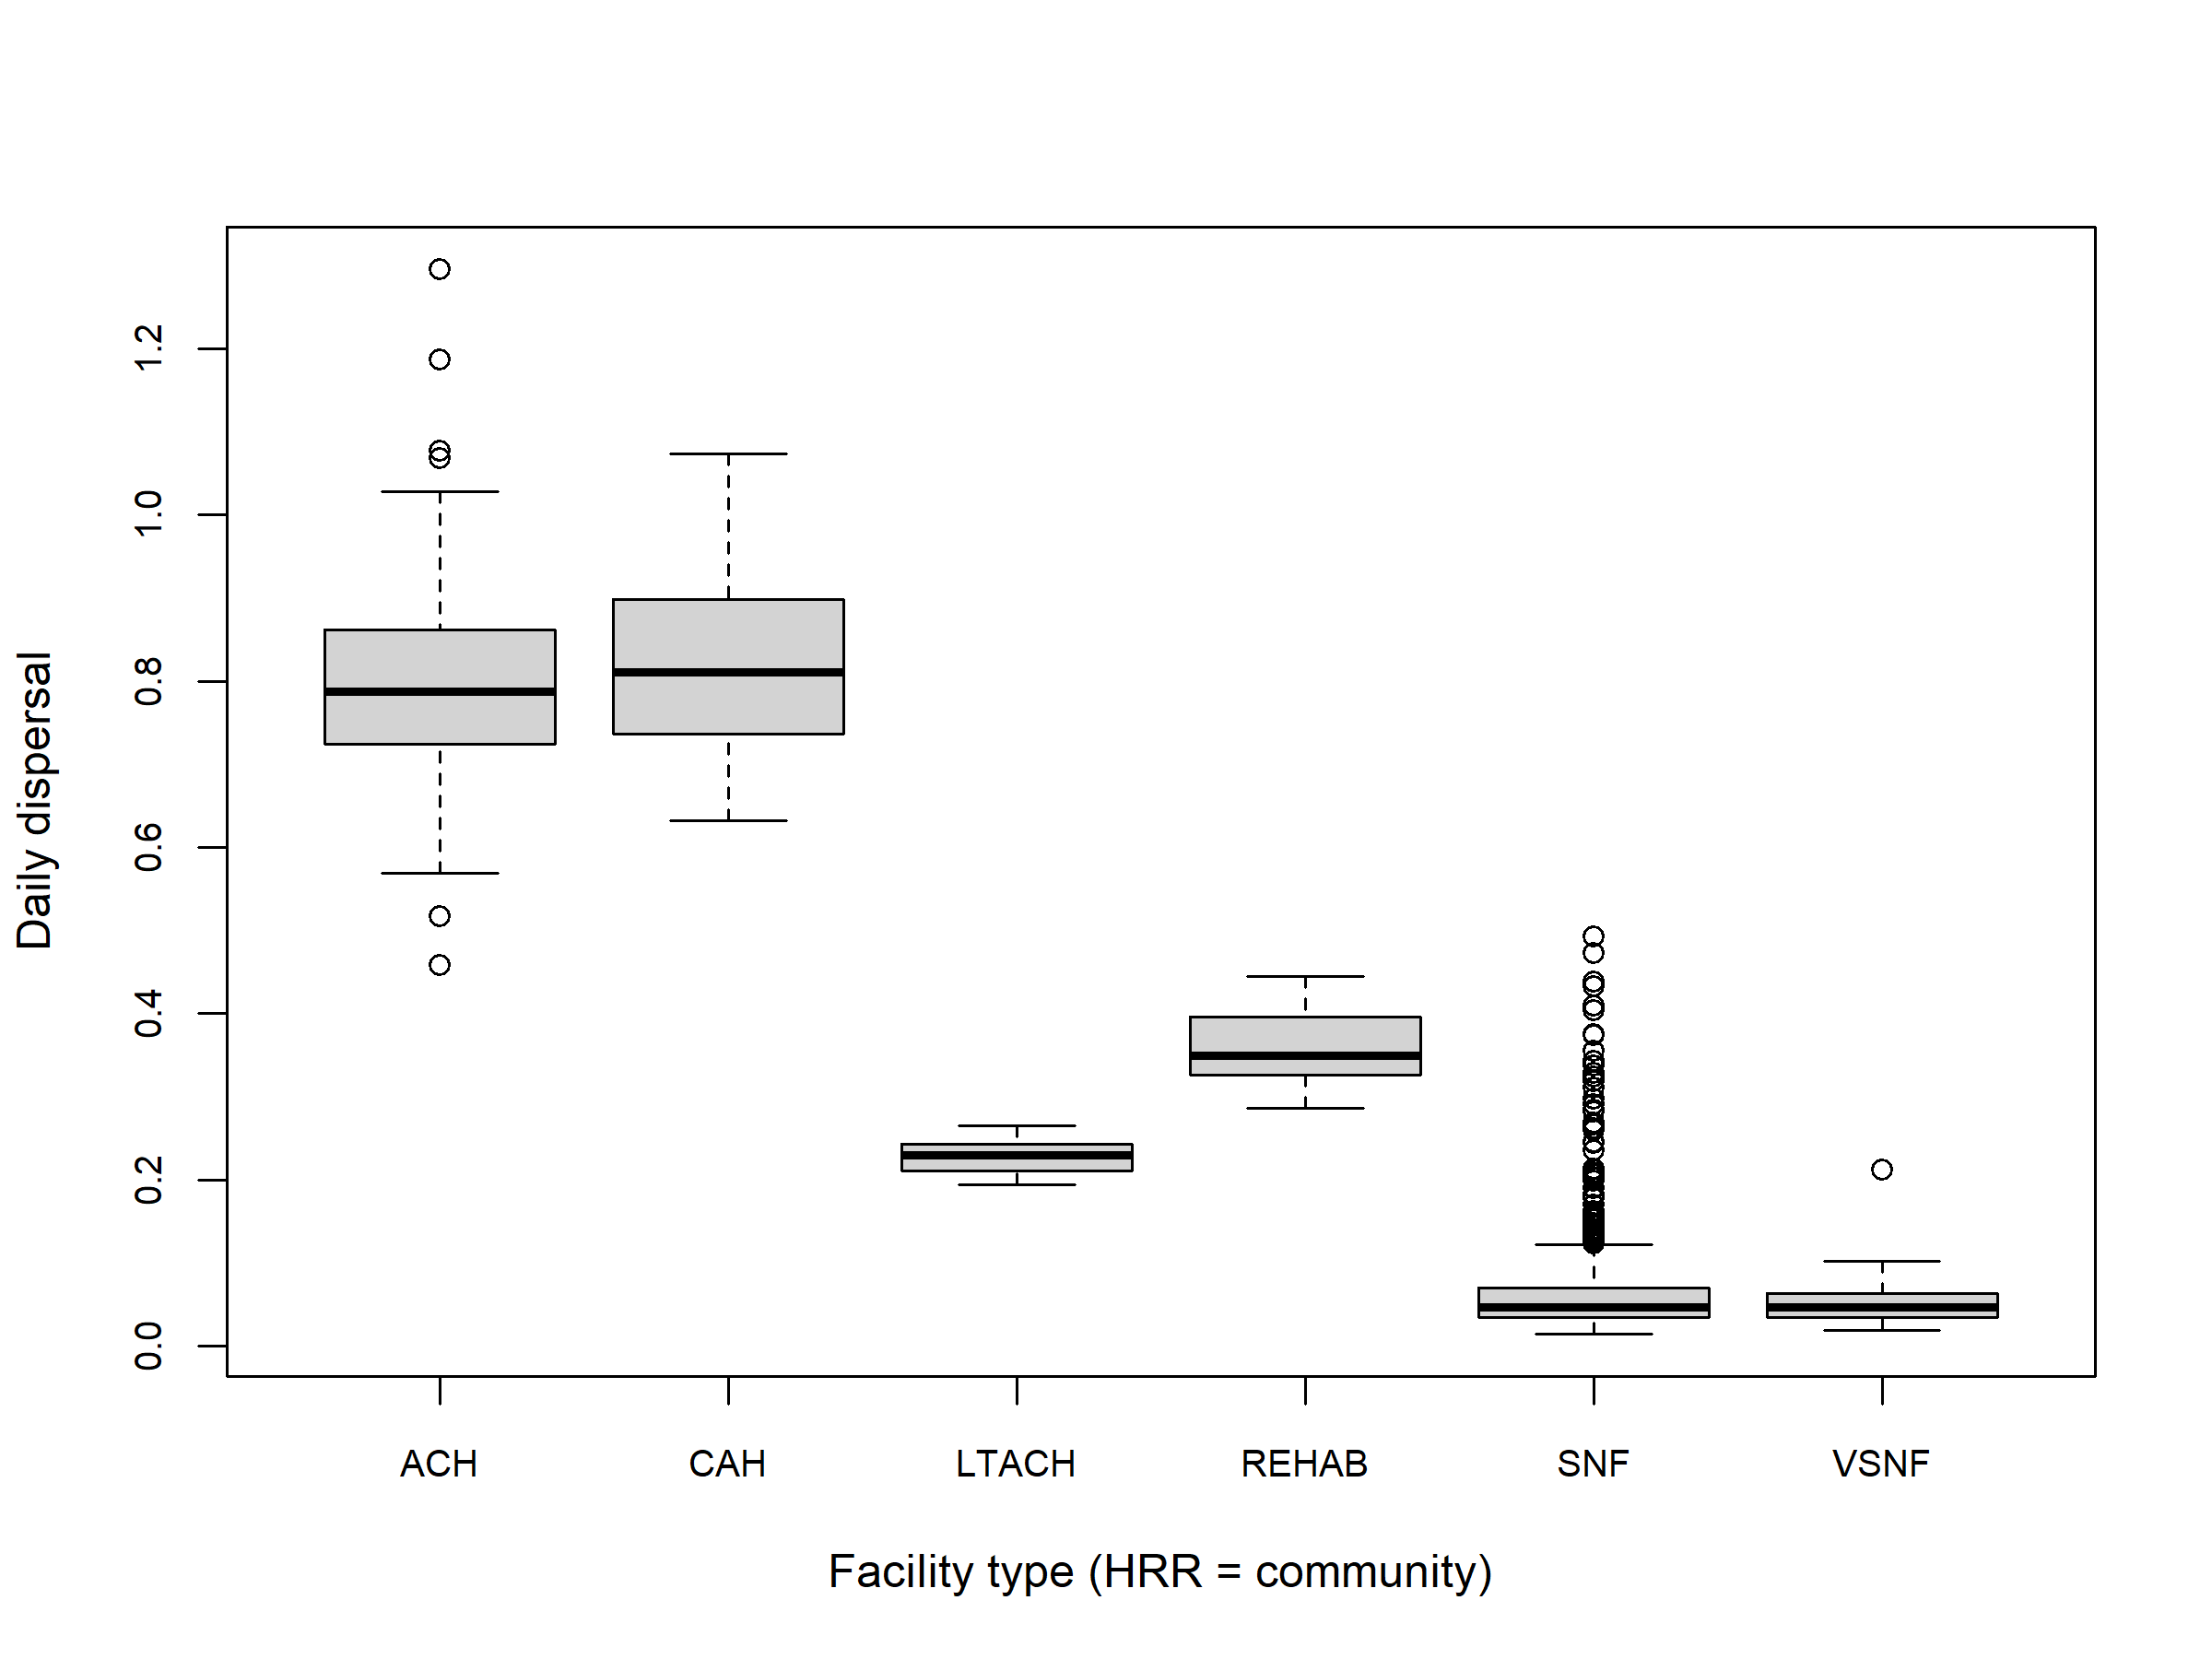 Daily dispersal
1.2
1.0
0.8
0.6
0.4
0.2
0.0
ACH CAH LTACH REHAB SNF VSNF
Facility type (HRR = community)